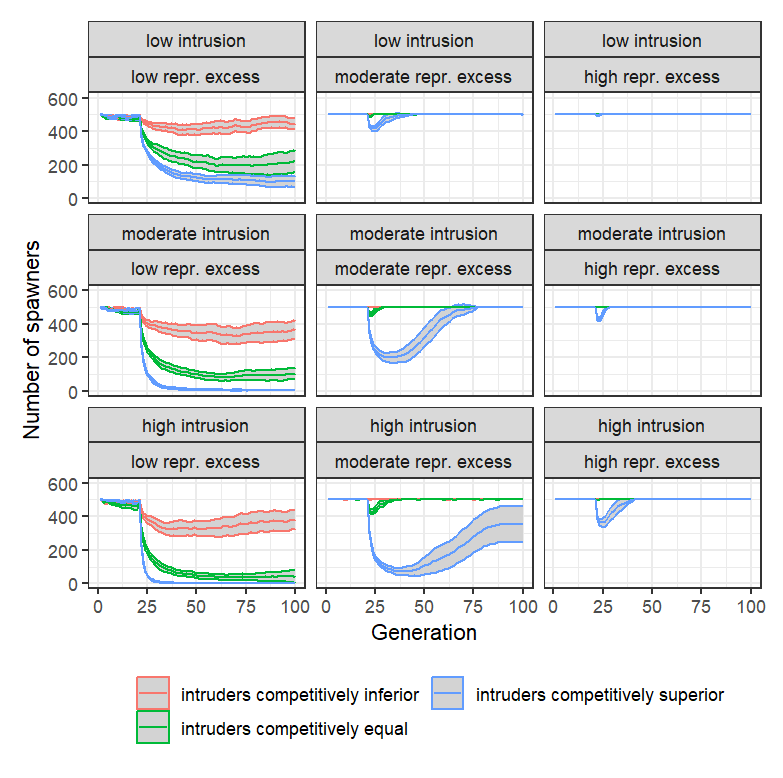 low intrusion low intrusion low intrusion
low repr. excess moderate repr. excess high repr. excess
600
400
200
0
moderate intrusion moderate intrusion moderate intrusion
low repr. excess moderate repr. excess high repr. excess
600
400
200
0
Number of spawners
high intrusion high intrusion high intrusion
low repr. excess moderate repr. excess high repr. excess
600
400
200
0
0 25 50 75 100 0 25 50 75 100 0 25 50 75 100
Generation
intruders competitively inferior intruders competitively superior
intruders competitively equal